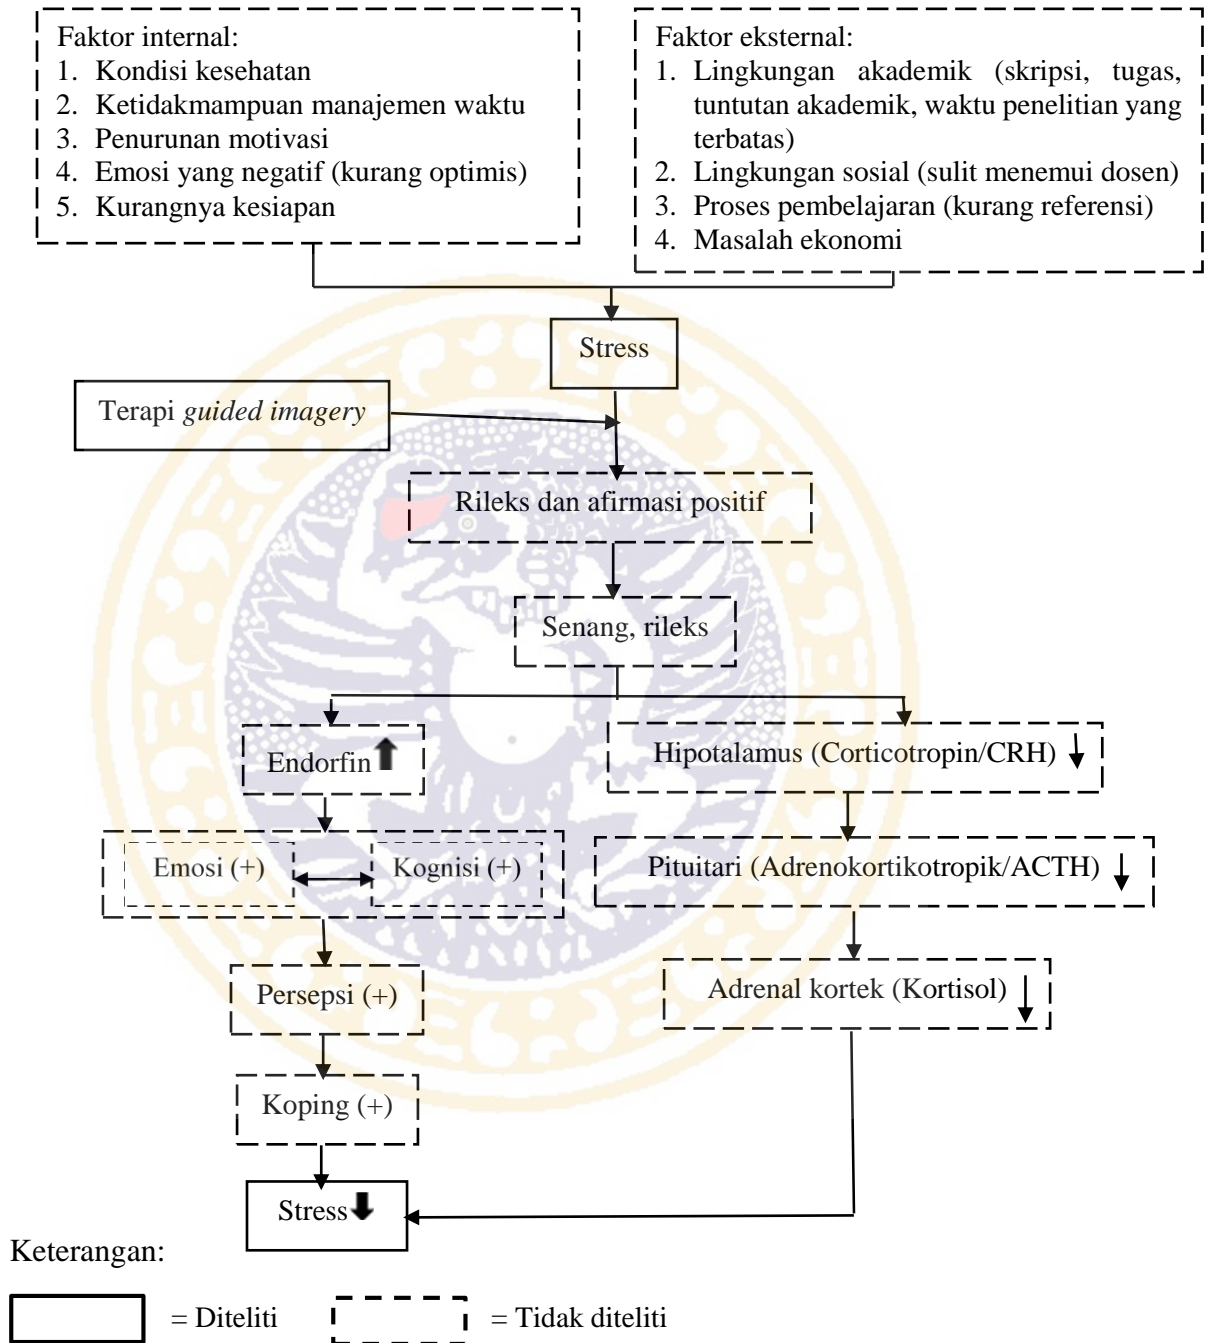 Faktor internal:
1. Kondisi kesehatan
2. Ketidakmampuan manajemen waktu
3. Penurunan motivasi
4. Emosi yang negatif (kurang optimis)
5. Kurangnya kesiapan
Faktor eksternal:
1. Lingkungan akademik (skripsi, tugas,
tuntutan akademik, waktu penelitian yang
terbatas)
2. Lingkungan sosial (sulit menemui dosen)
3. Proses pembelajaran (kurang referensi)
4. Masalah ekonomi
Stress
Terapi guided imagery
Rileks dan afirmasi positif
Senang, rileks
Endorfin
Hipotalamus (Corticotropin/CRH)
Emosi (+)
Kognisi (+)
Pituitari (Adrenokortikotropik/ACTH)
Persepsi (+)
Adrenal kortek (Kortisol)
Koping (+)
Stress
Keterangan:
= Diteliti
= Tidak diteliti